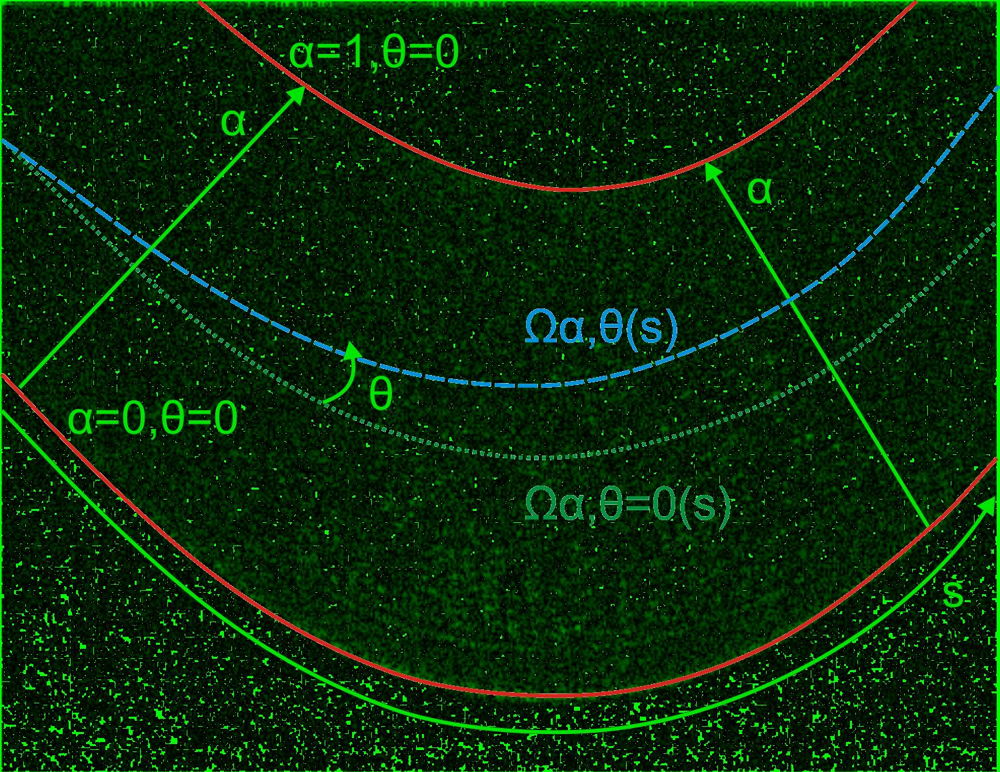 α=1,θ=0
α
α
Ωα,θ(s)
θ
α=0,θ=0
Ωα,θ=0(s)
s